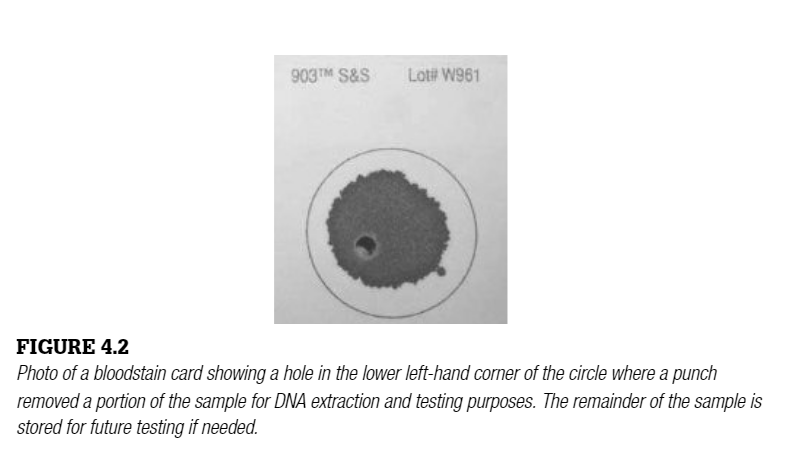 903™ S&S Lot# W961
FIGURE 4.2
Photo of a bloodstain card showing a hole in the lower left-hand corner of the circle where a punch
removed a portion of the sample for DNA extraction and testing purposes. The remainder of the sample is
stored for future testing if needed.